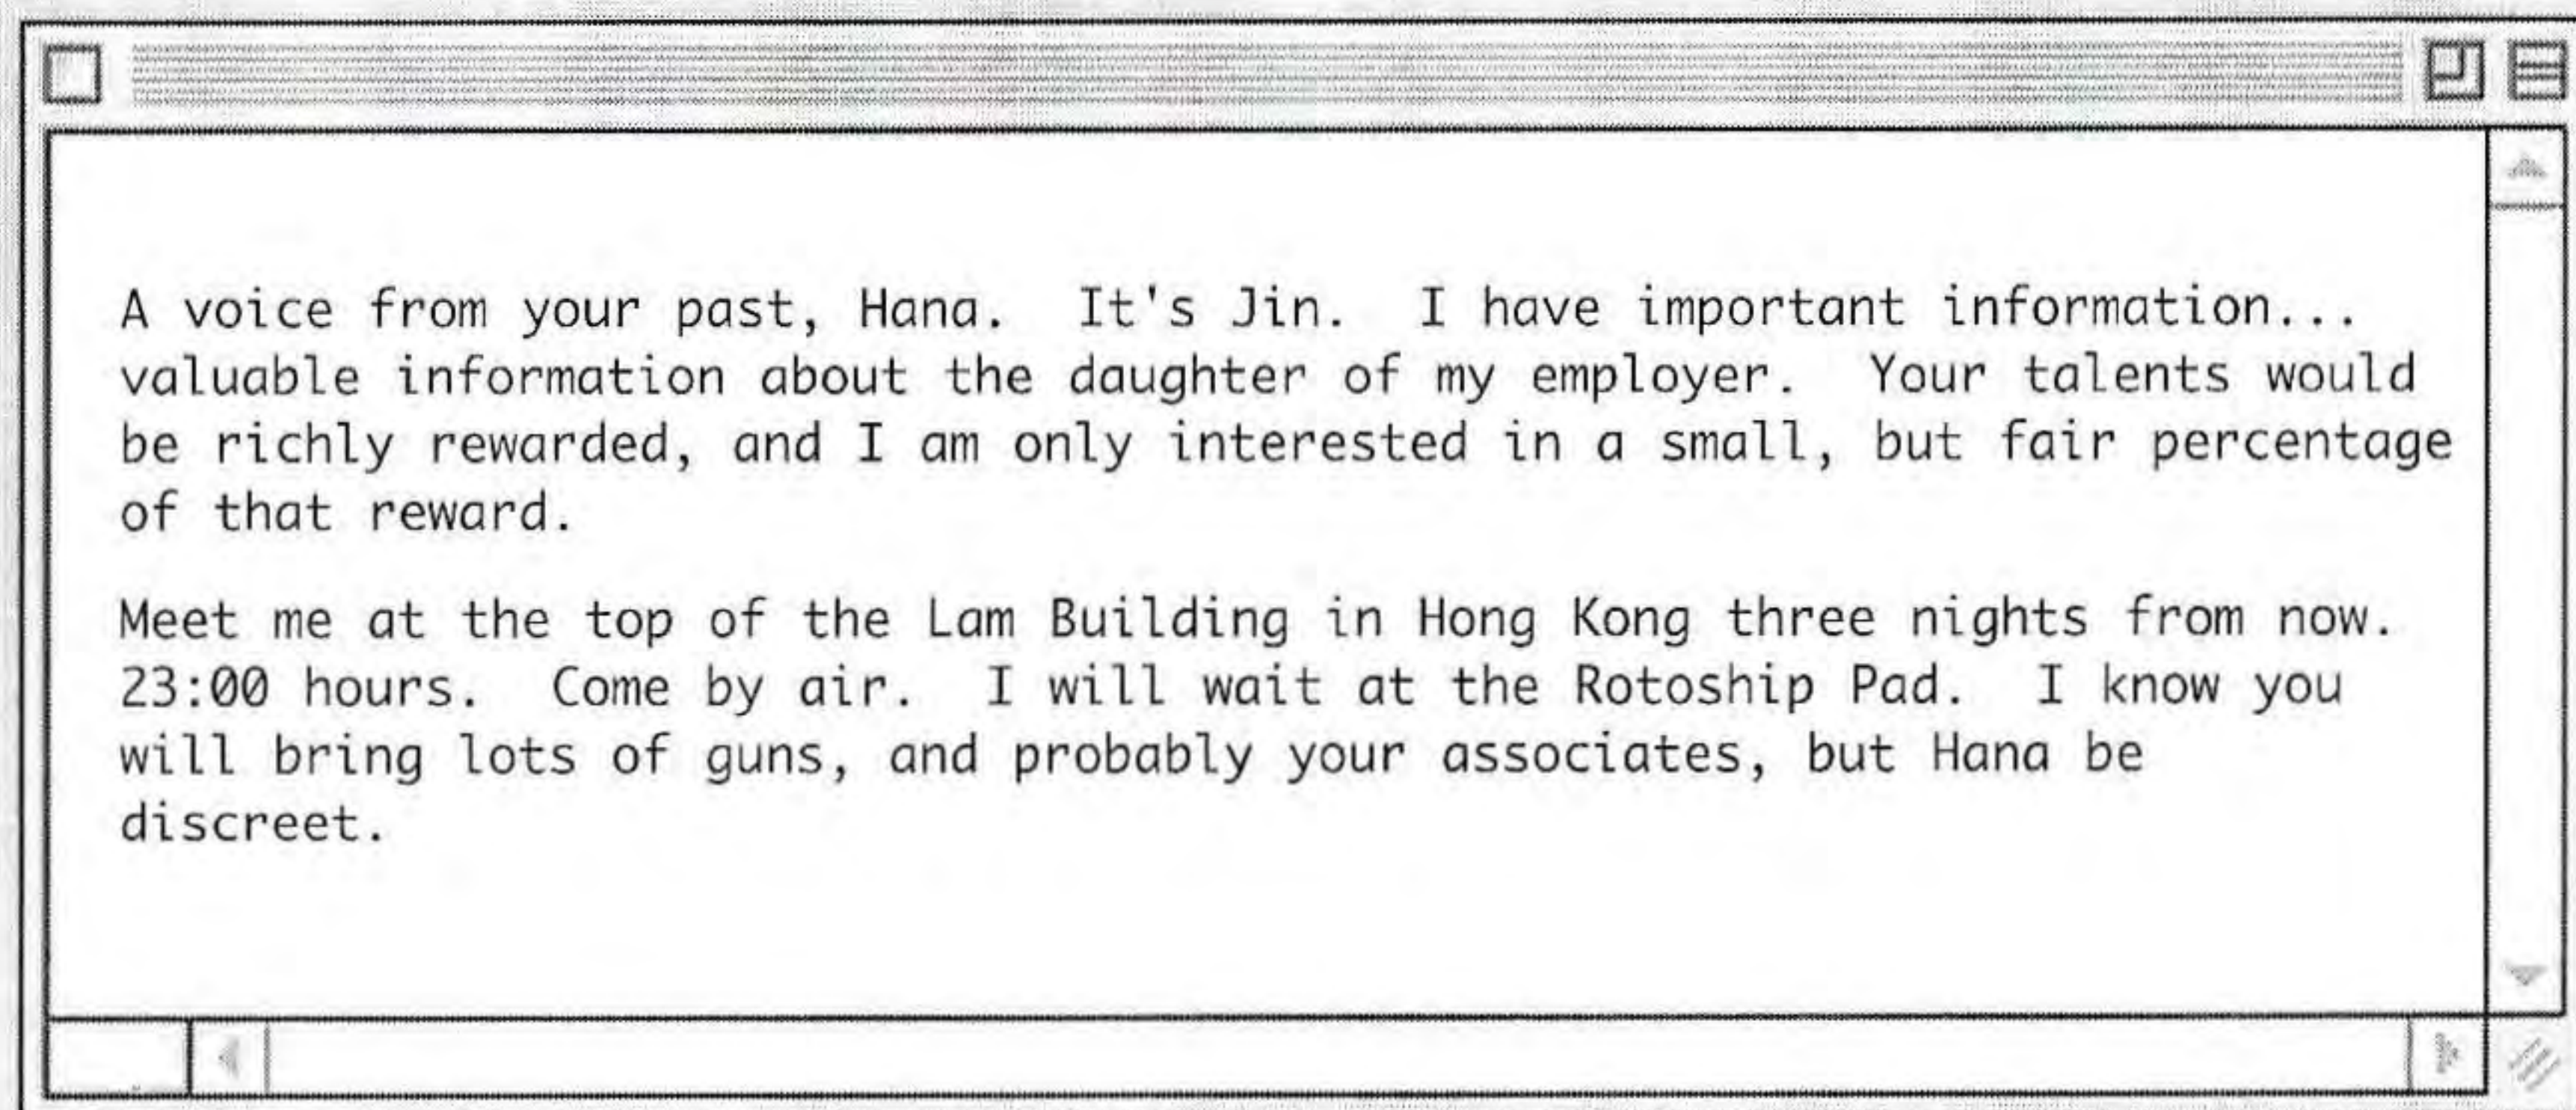 A voice from your past, Hana.  It's Jin.  I have important information...
valuable information about the daughter of my employer.  Your talents would
be richly rewarded, and I am only interested in a small, but fair percentage
of that reward.
Meet me at the top of the Lam Building in Hong Kong three nights from now.
23:00 hours.  Come by air.  I will wait at the Rotoship Pad.  I know you
will bring lots of guns, and probably your associates, but Hana be
discreet.